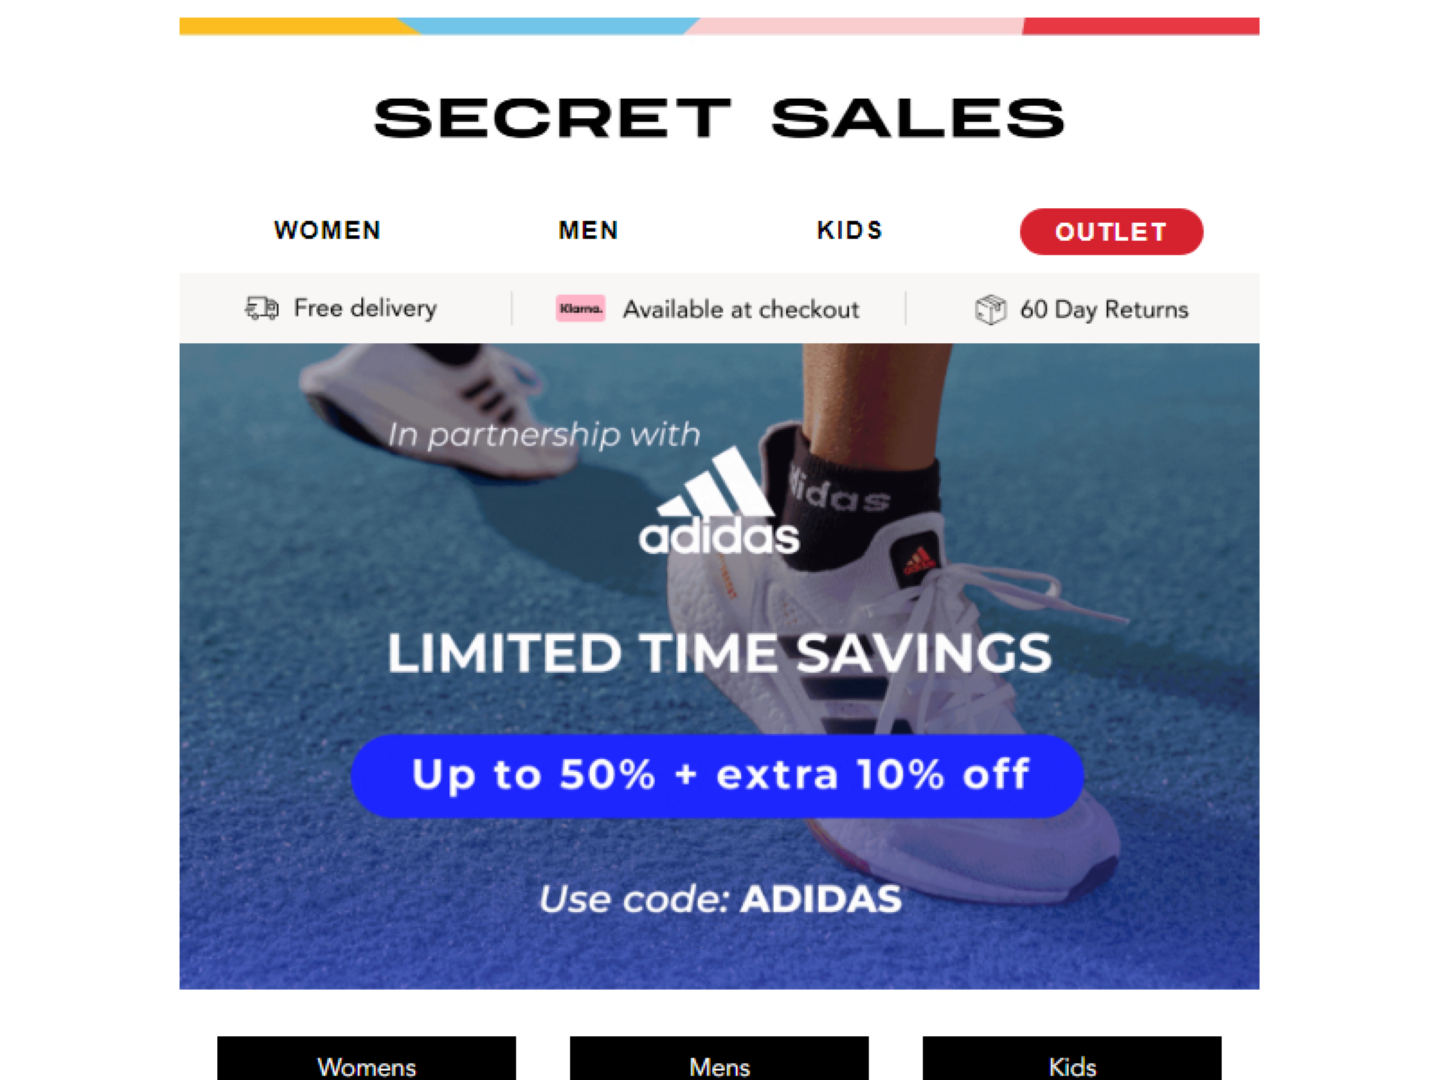 SECRET SALES
WOMEN MEN KIDS OUTLET
Free delivery Klarna. Available at checkout 60 Day Returns
In partnership with
adidas
adidas
LIMITED TIME SAVINGS
Up to 50% + extra 10% off
Use code: ADIDAS
Womens Mens Kids